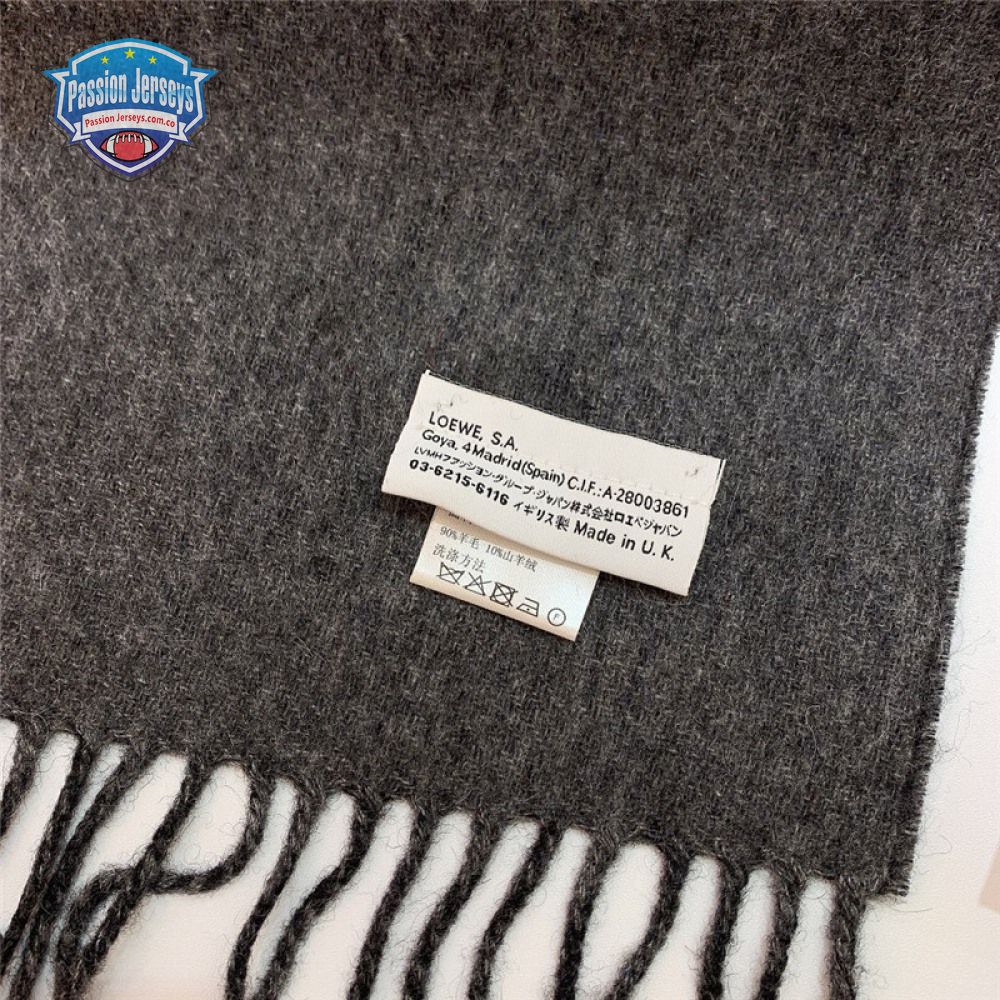 Passion Jerseys
Passion Jerseys.com.co
LOEWE, S.A.
Goya, 4 Madrid (Spain) C.I.F.: A-28003861
LVMHファッション・グループ・ジャパン株式会社ロエベジャパン
03-6215-6116 イギリス製 Made in U. K.
90%羊毛 10%山羊绒
洗涤方法
F